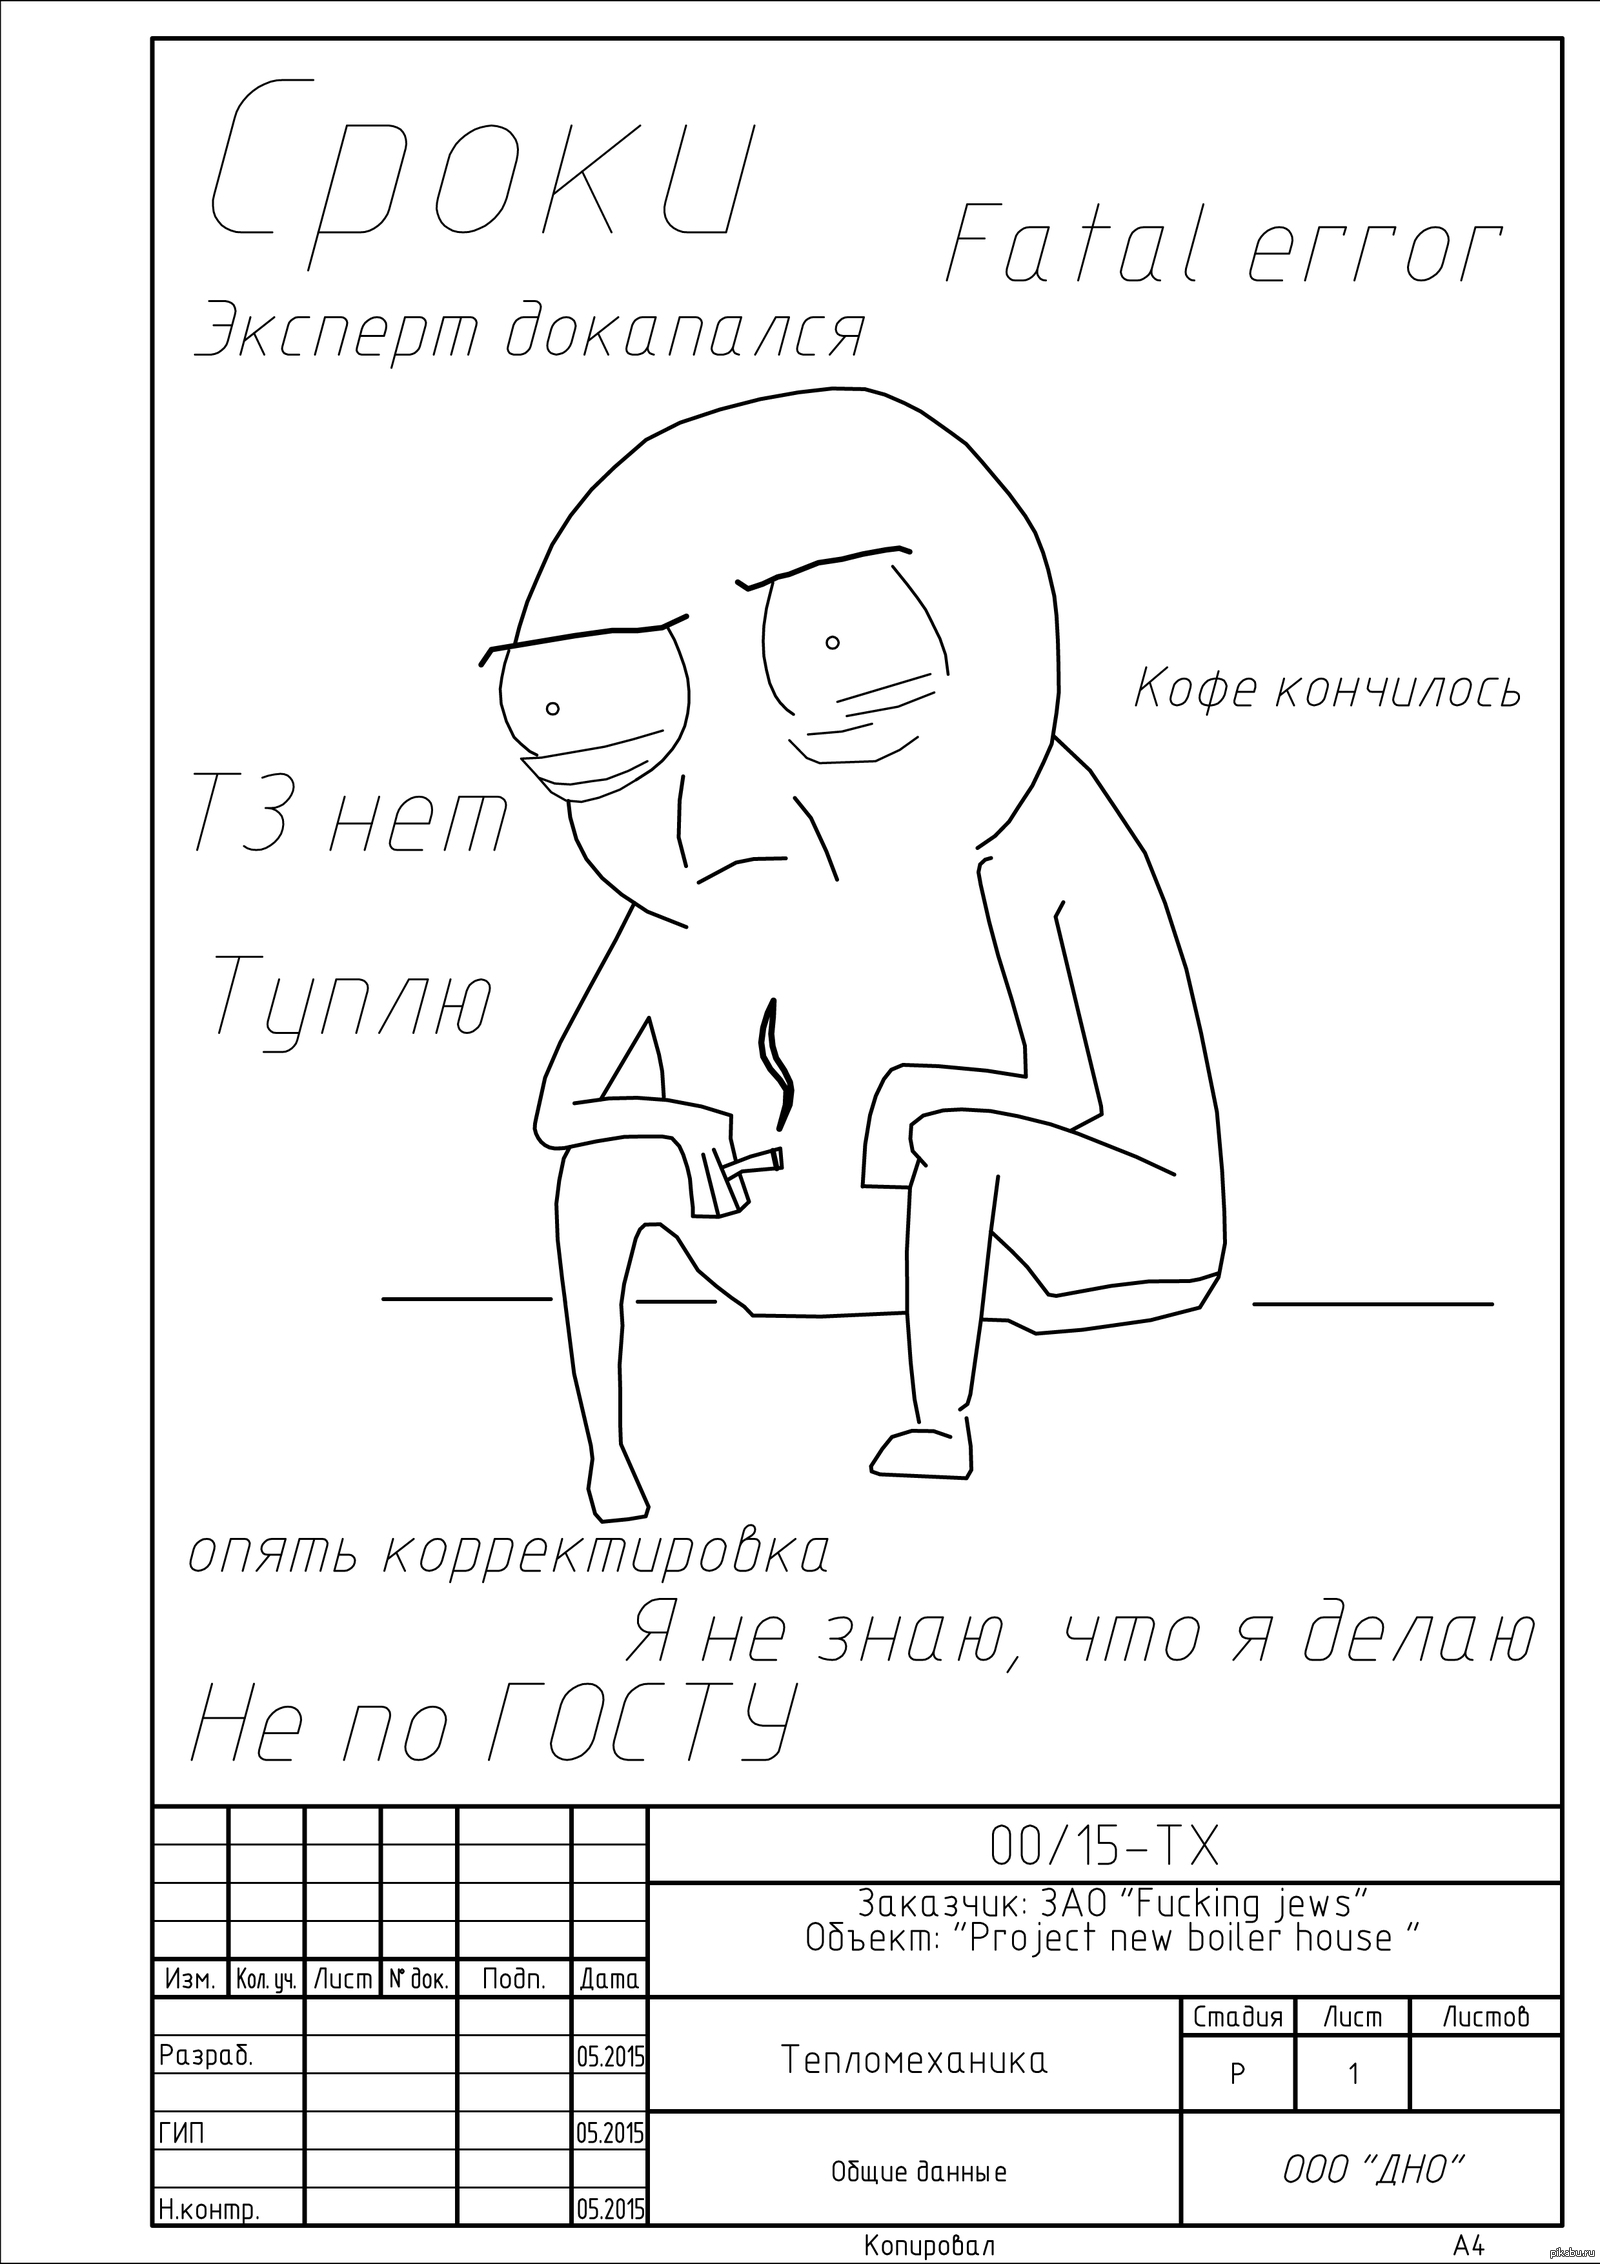 Сроки
Fatal error
Эксперт докапался
Кофе кончилось
ТЗ нет
Туплю
опять корректировка
Я не знаю, что я делаю
Не по ГОСТУ
00/15-ТХ
Заказчик: ЗАО "Fucking jews"
Объект: "Project new boiler house "
Изм. Кол. уч. Лист № док. Подп. Дата
Стадия Лист Листов
Разраб. 05.2015
Тепломеханика
Р 1
ГИП 05.2015
Общие данные
ООО "ДНО"
Н.контр. 05.2015
Копировал А4
pikabu.ru